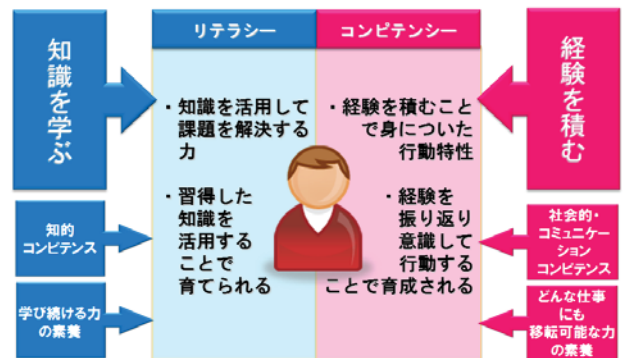 知識を学ぶ
リテラシー
コンピテンシー
経験を積む
・知識を活用して
課題を解決する
力
・習得した
知識を
活用する
ことで
育てられる
・経験を積むこと
で身についた
行動特性
・経験を
振り返り
意識して
行動する
ことで育成される
知的
コンピテンス
学び続ける力
の素養
社会的・
コミュニケー
ション
コンピテンス
どんな仕事
にも
移転可能な力
の素養